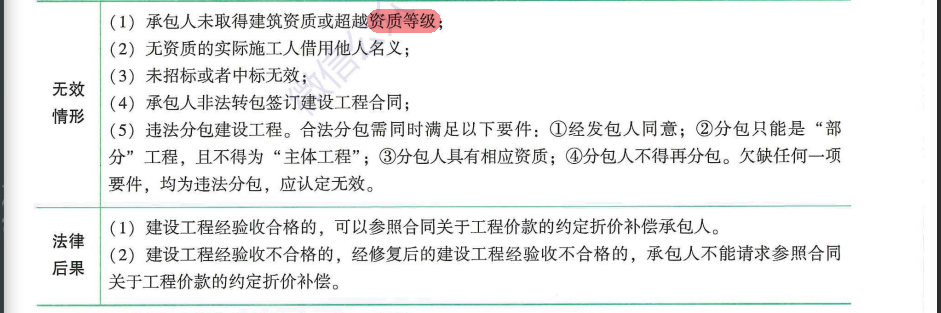 (1)承包人未取得建筑资质或超越资质等级;
(2)无资质的实际施工人借用他人名义;
(3)未招标或者中标无效;
(4)承包人非法转包签订建设工程合同;
(5)违法分包建设工程。合法分包需同时满足以下要件:①经发包人同意;②分包只能是“部
分”工程,且不得为“主体工程”;③分包人具有相应资质;④分包人不得再分包。欠缺任何一项
要件,均为违法分包,应认定无效。
无效
情形
(1)建设工程经验收合格的,可以参照合同关于工程价款的约定折价补偿承包人。
(2)建设工程经验收不合格的,经修复后的建设工程经验收不合格的,承包人不能请求参照合同
关于工程价款的约定折价补偿。
法律
后果
微信公众